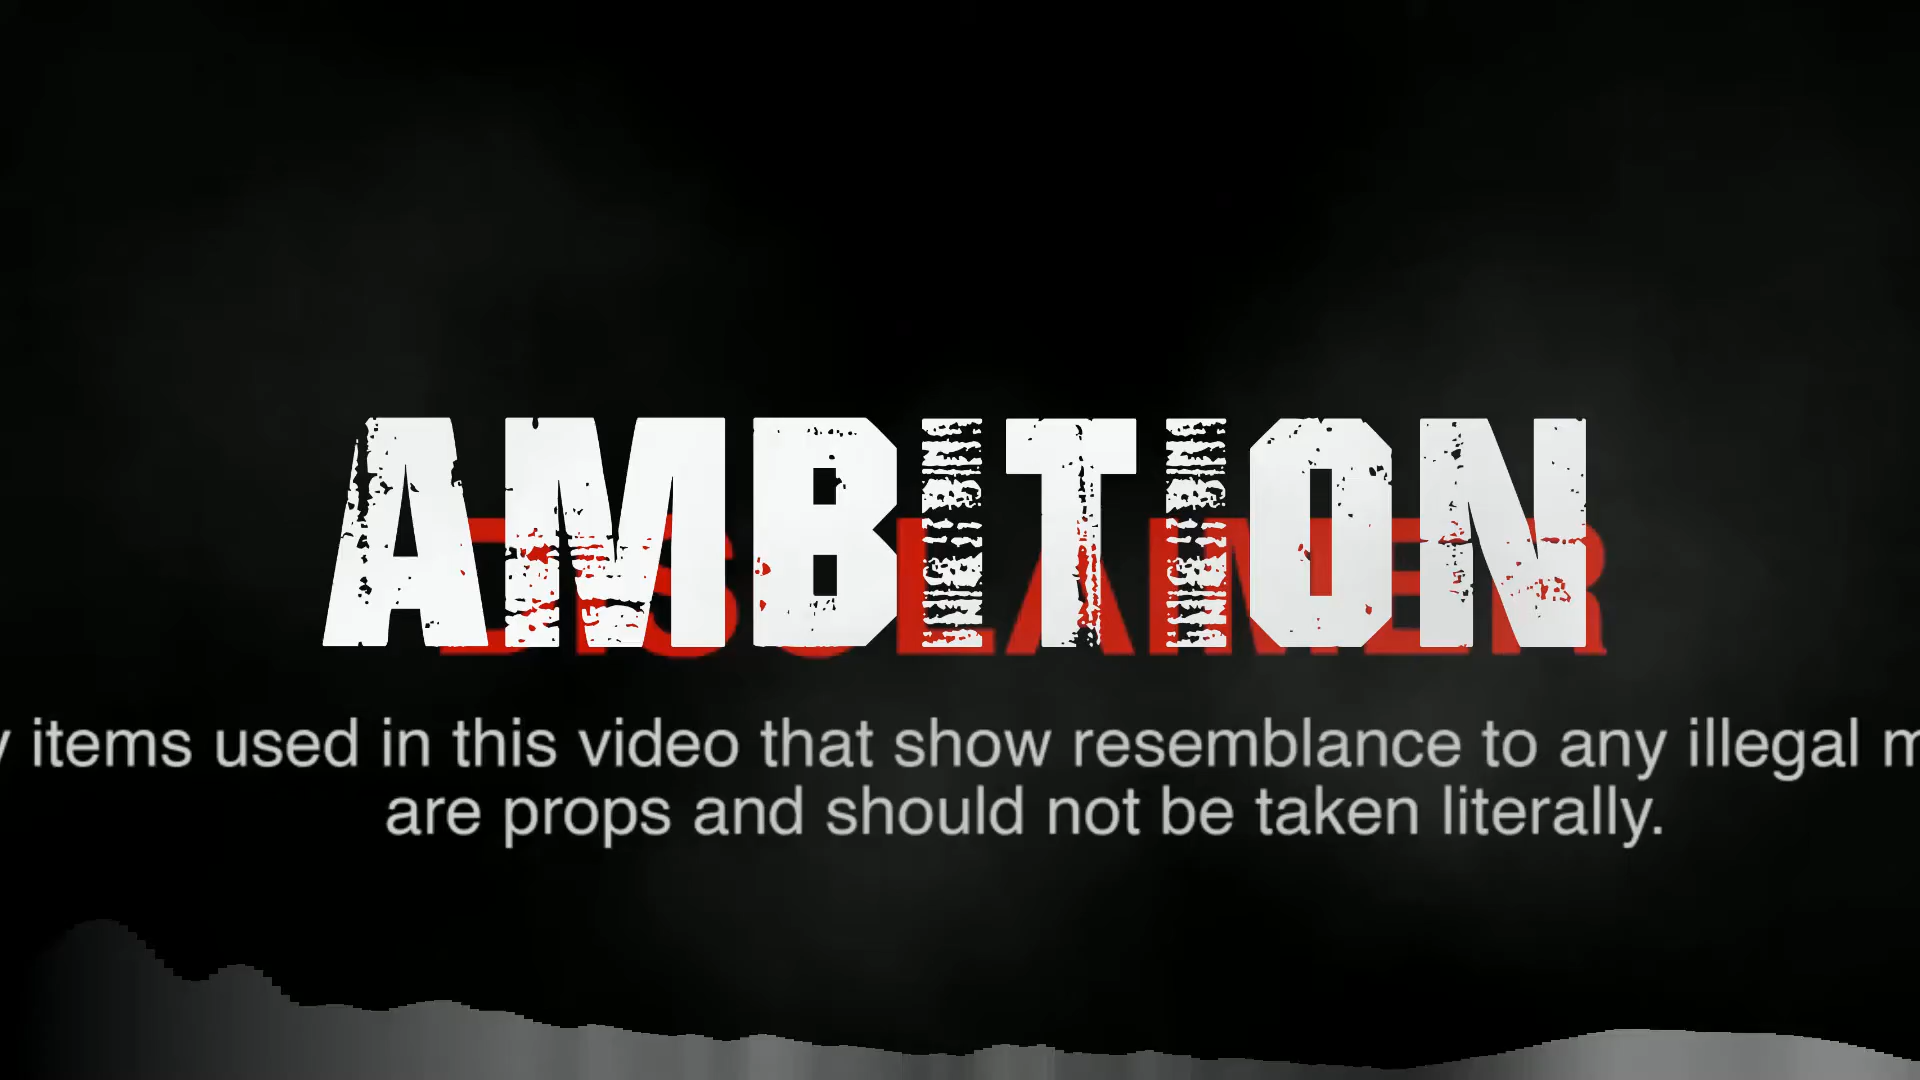 AMBITION
DISCLAIMER
items used in this video that show resemblance to any illegal
are props and should not be taken literally.